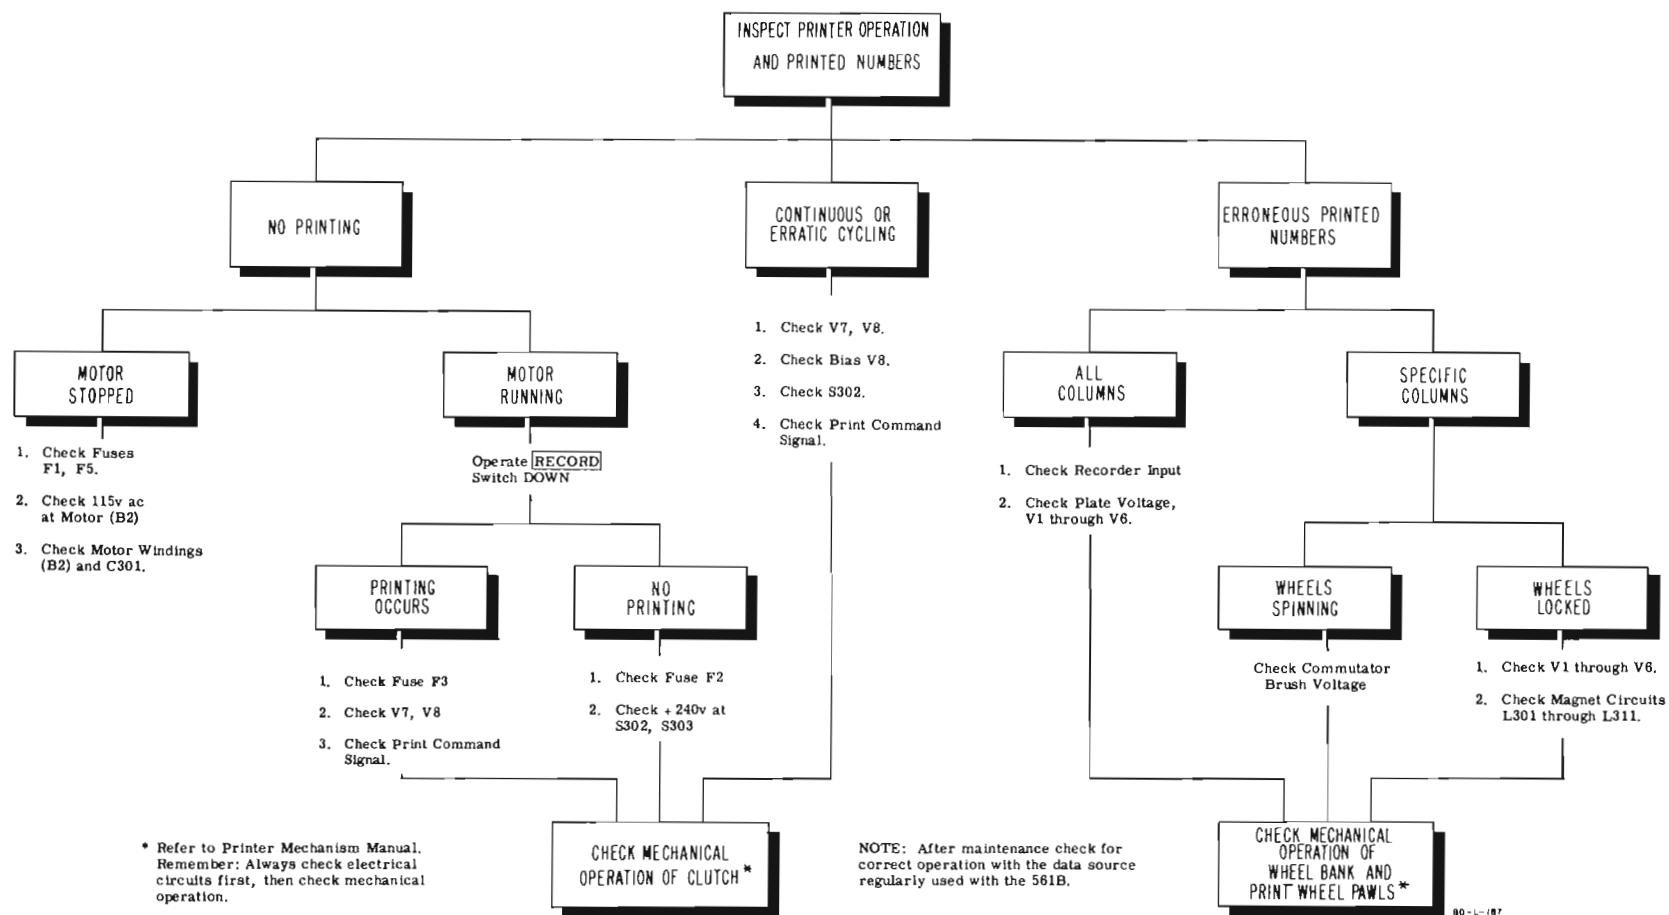 INSPECT PRINTER OPERATION
AND PRINTED NUMBERS
NO PRINTING
CONTINUOUS OR
ERRATIC CYCLING
ERRONEOUS PRINTED
NUMBERS
MOTOR
STOPPED
MOTOR
RUNNING
1. Check V7, V8.
2. Check Bias V8.
3. Check S302.
4. Check Print Command
Signal.
ALL
COLUMNS
SPECIFIC
COLUMNS
1. Check Fuses
F1, F5.
2. Check 115v ac
at Motor (B2)
3. Check Motor Windings
(B2) and C301.
Operate RECORD
Switch DOWN
1. Check Recorder Input
2. Check Plate Voltage,
V1 through V6.
PRINTING
OCCURS
NO
PRINTING
WHEELS
SPINNING
WHEELS
LOCKED
1. Check Fuse F3
2. Check V7, V8
3. Check Print Command
Signal.
1. Check Fuse F2
2. Check +240v at
S302, S303
Check Commutator
Brush Voltage
1. Check V1 through V6.
2. Check Magnet Circuits
L301 through L311.
* Refer to Printer Mechanism Manual.
Remember: Always check electrical
circuits first, then check mechanical
operation.
CHECK MECHANICAL
OPERATION OF CLUTCH *
NOTE: After maintenance check for
correct operation with the data source
regularly used with the 561B.
CHECK MECHANICAL
OPERATION OF
WHEEL BANK AND
PRINT WHEEL PAWLS *
BD-L-187